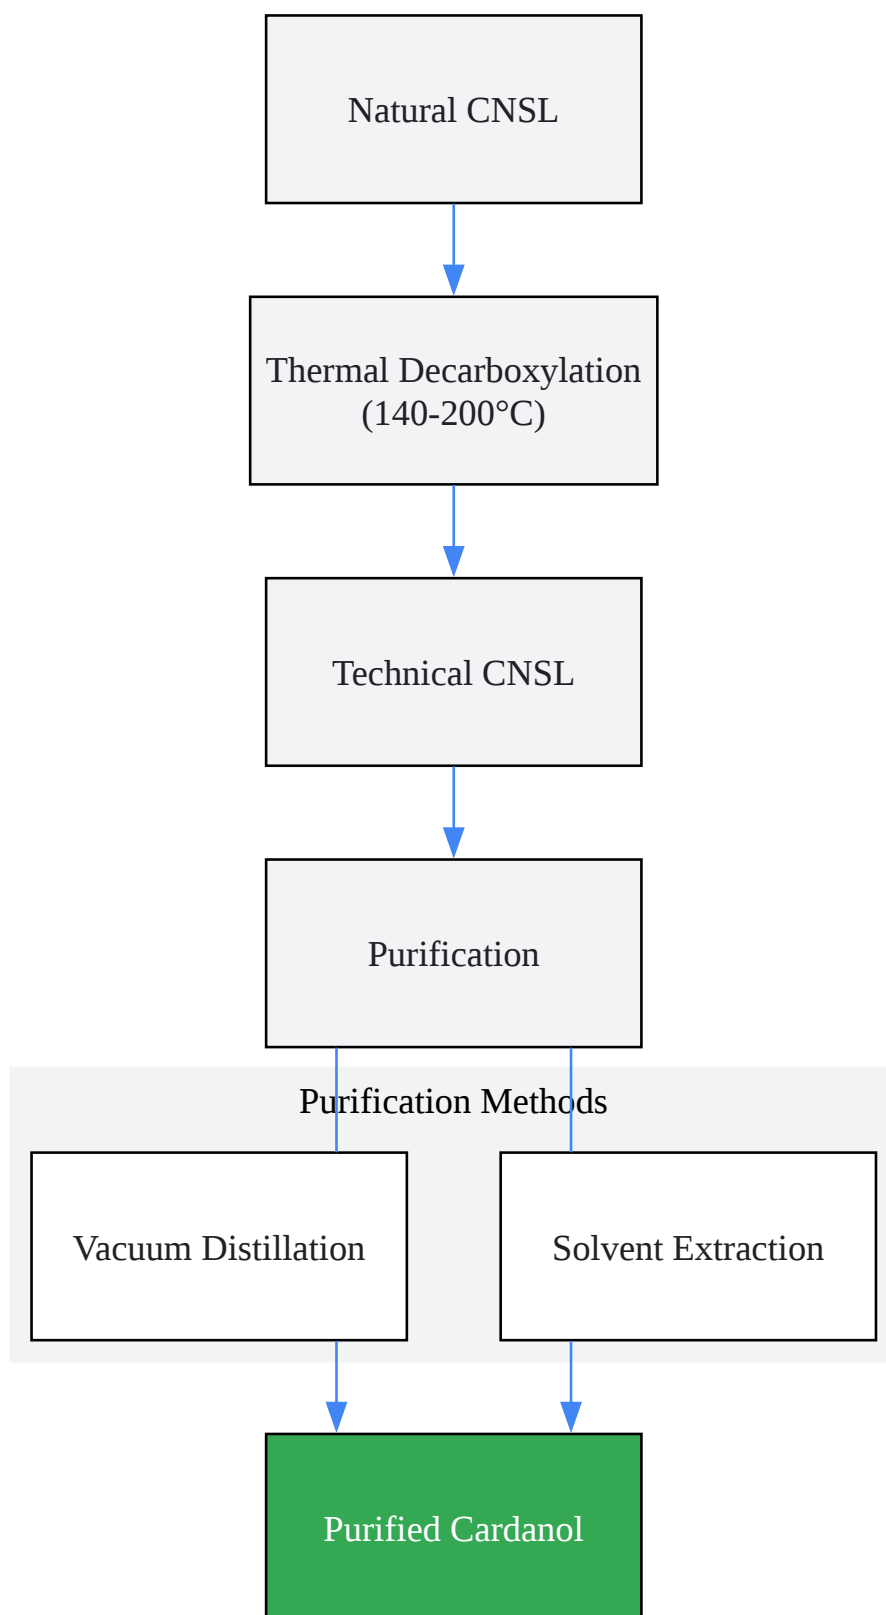 Natural CNSL
Thermal Decarboxylation
(140-200°C)
Technical CNSL
Purification
Purification Methods
Vacuum Distillation
Solvent Extraction
Purified Cardanol